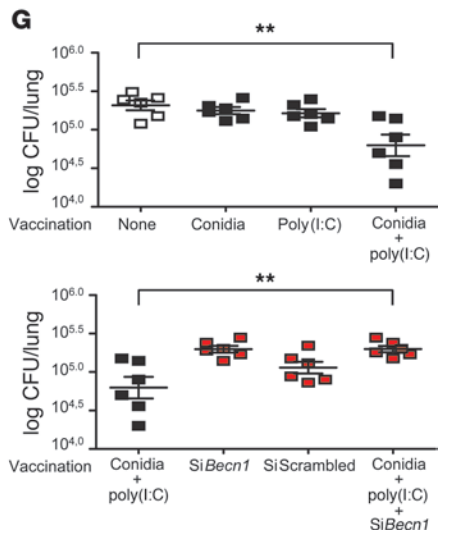 G
**
log CFU/lung
10^6.0
10^5.5
10^5.0
10^4,5
10^4,0
Vaccination None Conidia Poly(I:C) Conidia
+
poly(I:C)
**
log CFU/lung
10^6.0
10^5.5
10^5.0
10^4.5
10^4,0
Vaccination Conidia SiBecn1 SiScrambled Conidia
+ +
poly(I:C) poly(I:C)
+
SiBecn1